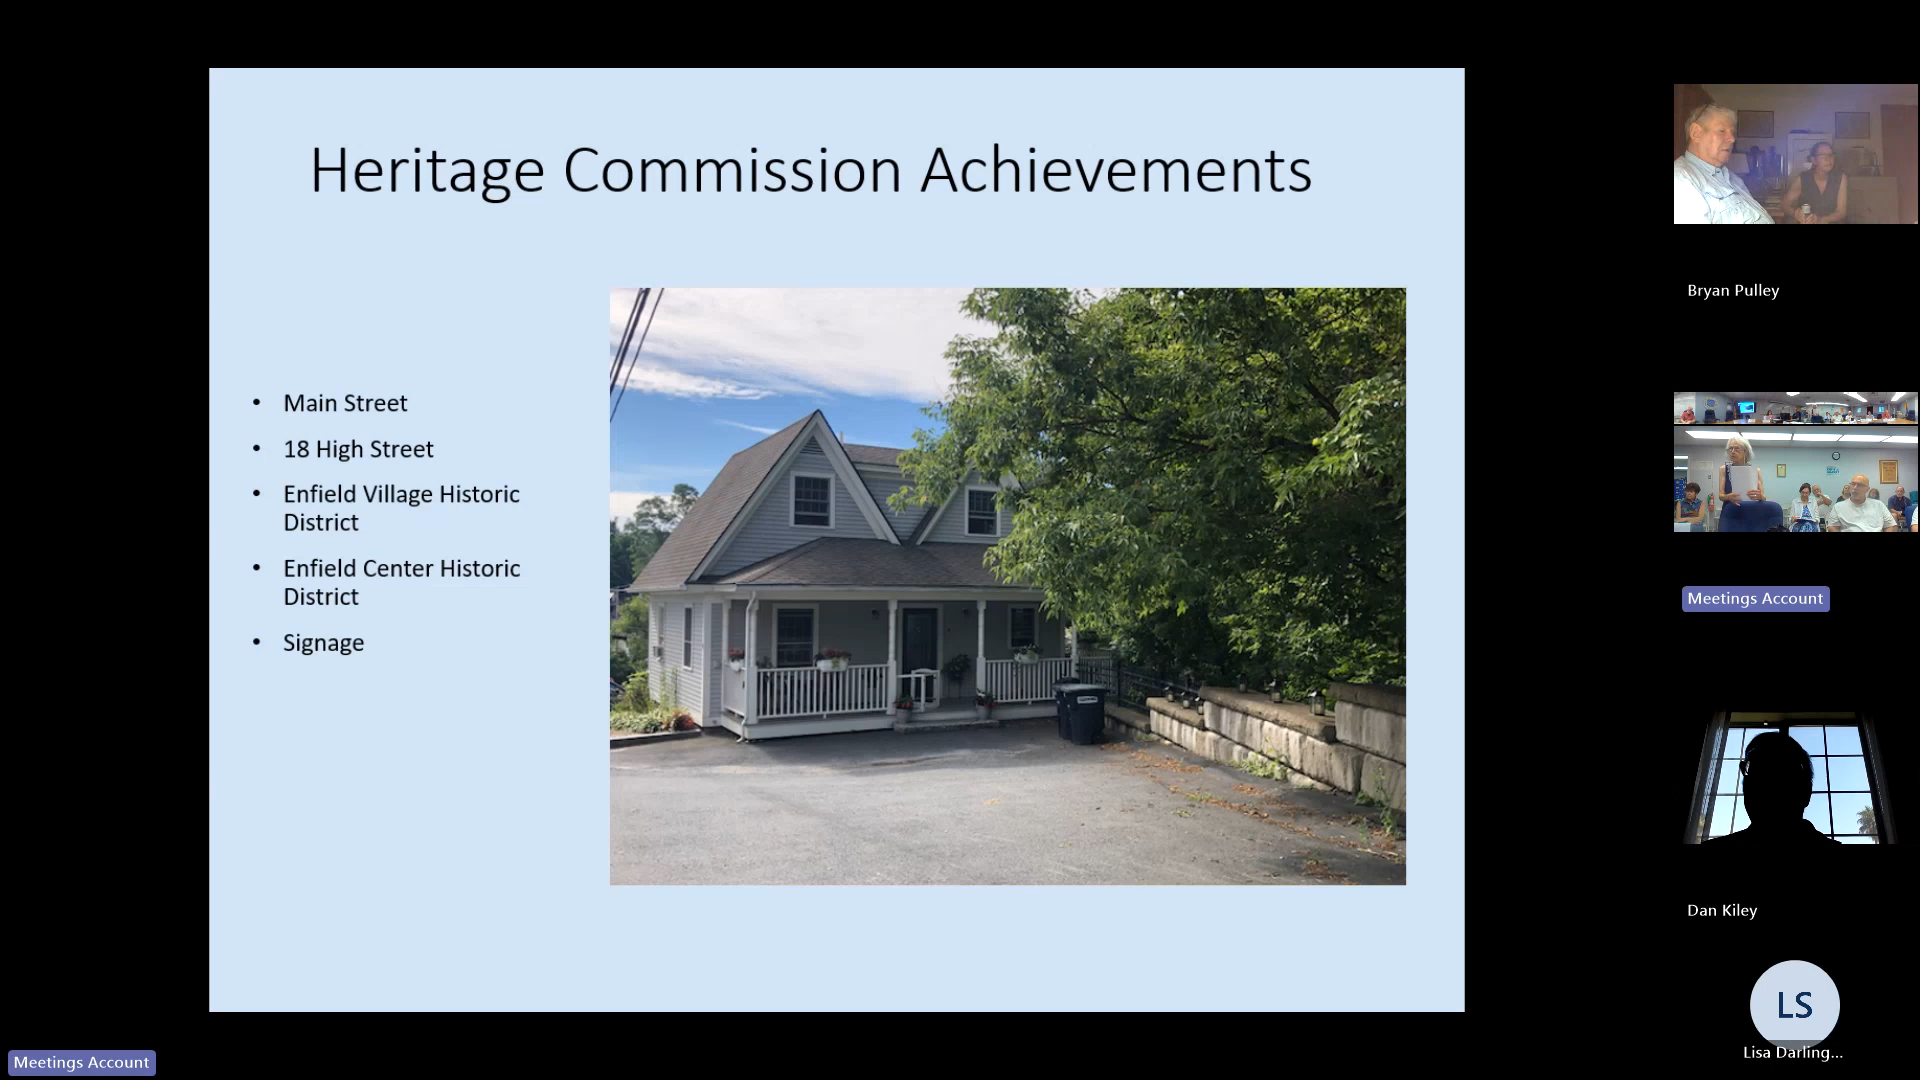 Heritage Commission Achievements
• Main Street
• 18 High Street
• Enfield Village Historic
District
• Enfield Center Historic
District
• Signage
Bryan Pulley
Meetings Account
Dan Kiley
LS
Lisa Darling...
Meetings Account